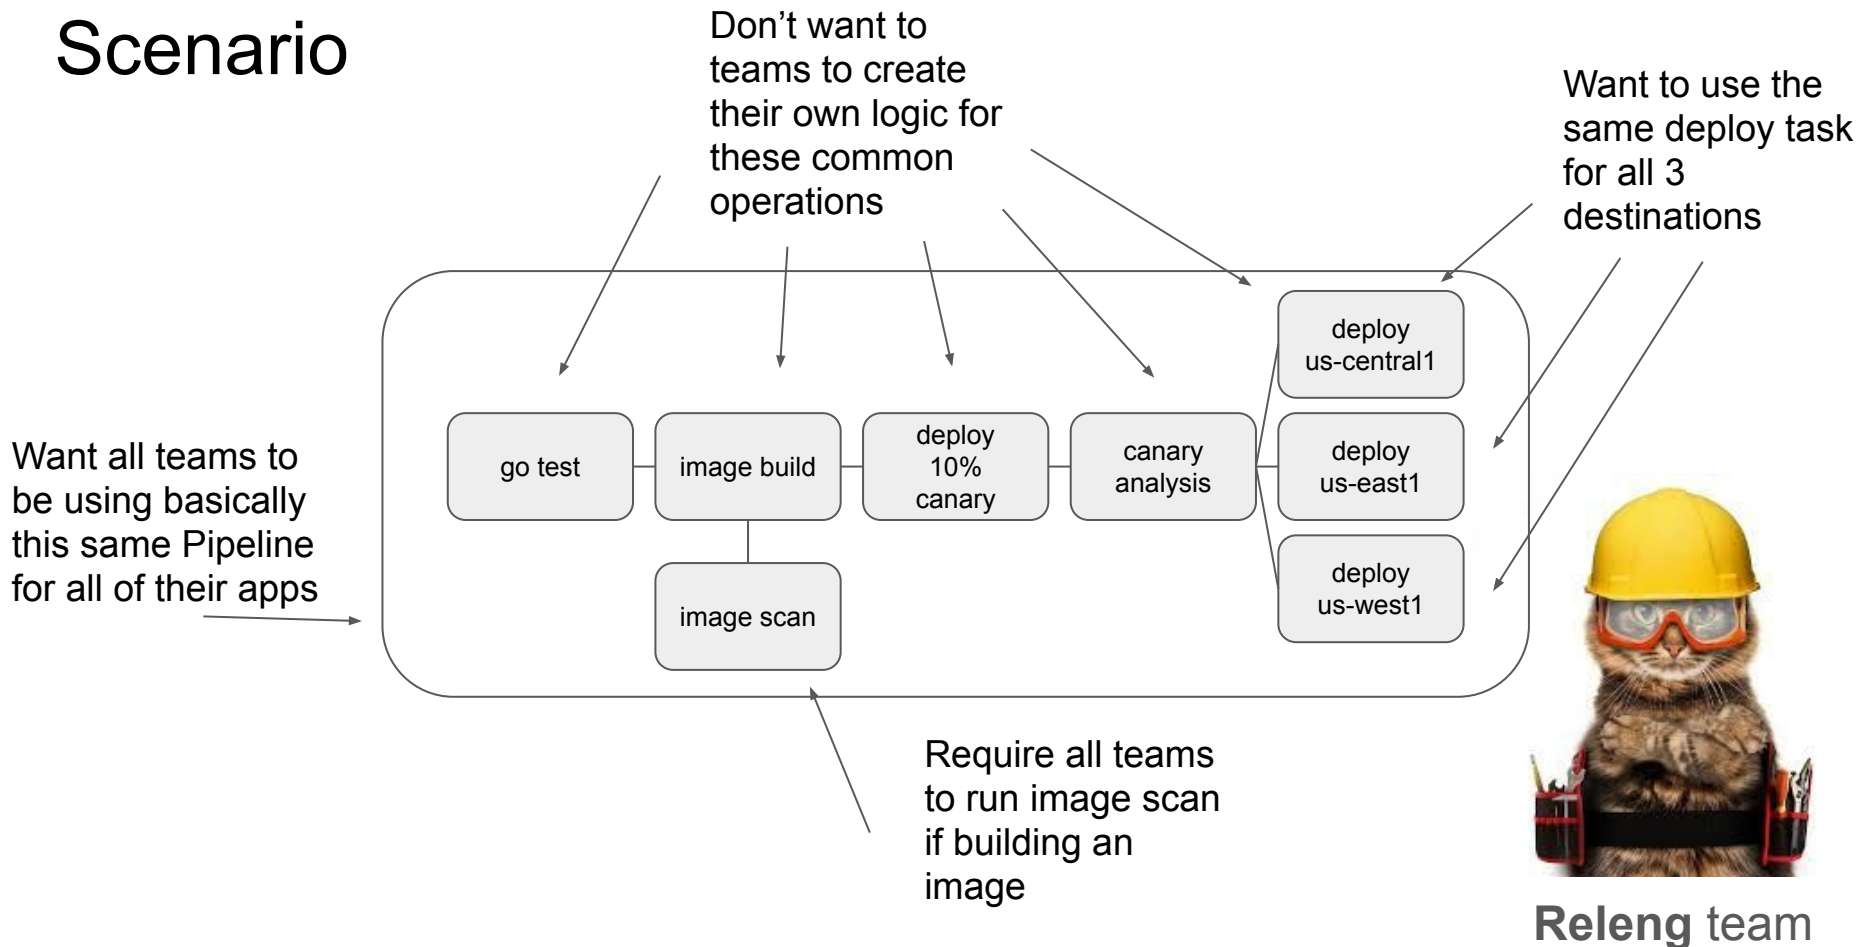 Scenario
Don’t want to
teams to create
their own logic for
these common
operations
Want to use the
same deploy task
for all 3
destinations
Want all teams to
be using basically
this same Pipeline
for all of their apps
go test
image build
deploy
10%
canary
canary
analysis
deploy
us-central1
deploy
us-east1
deploy
us-west1
image scan
Require all teams
to run image scan
if building an
image
Releng team